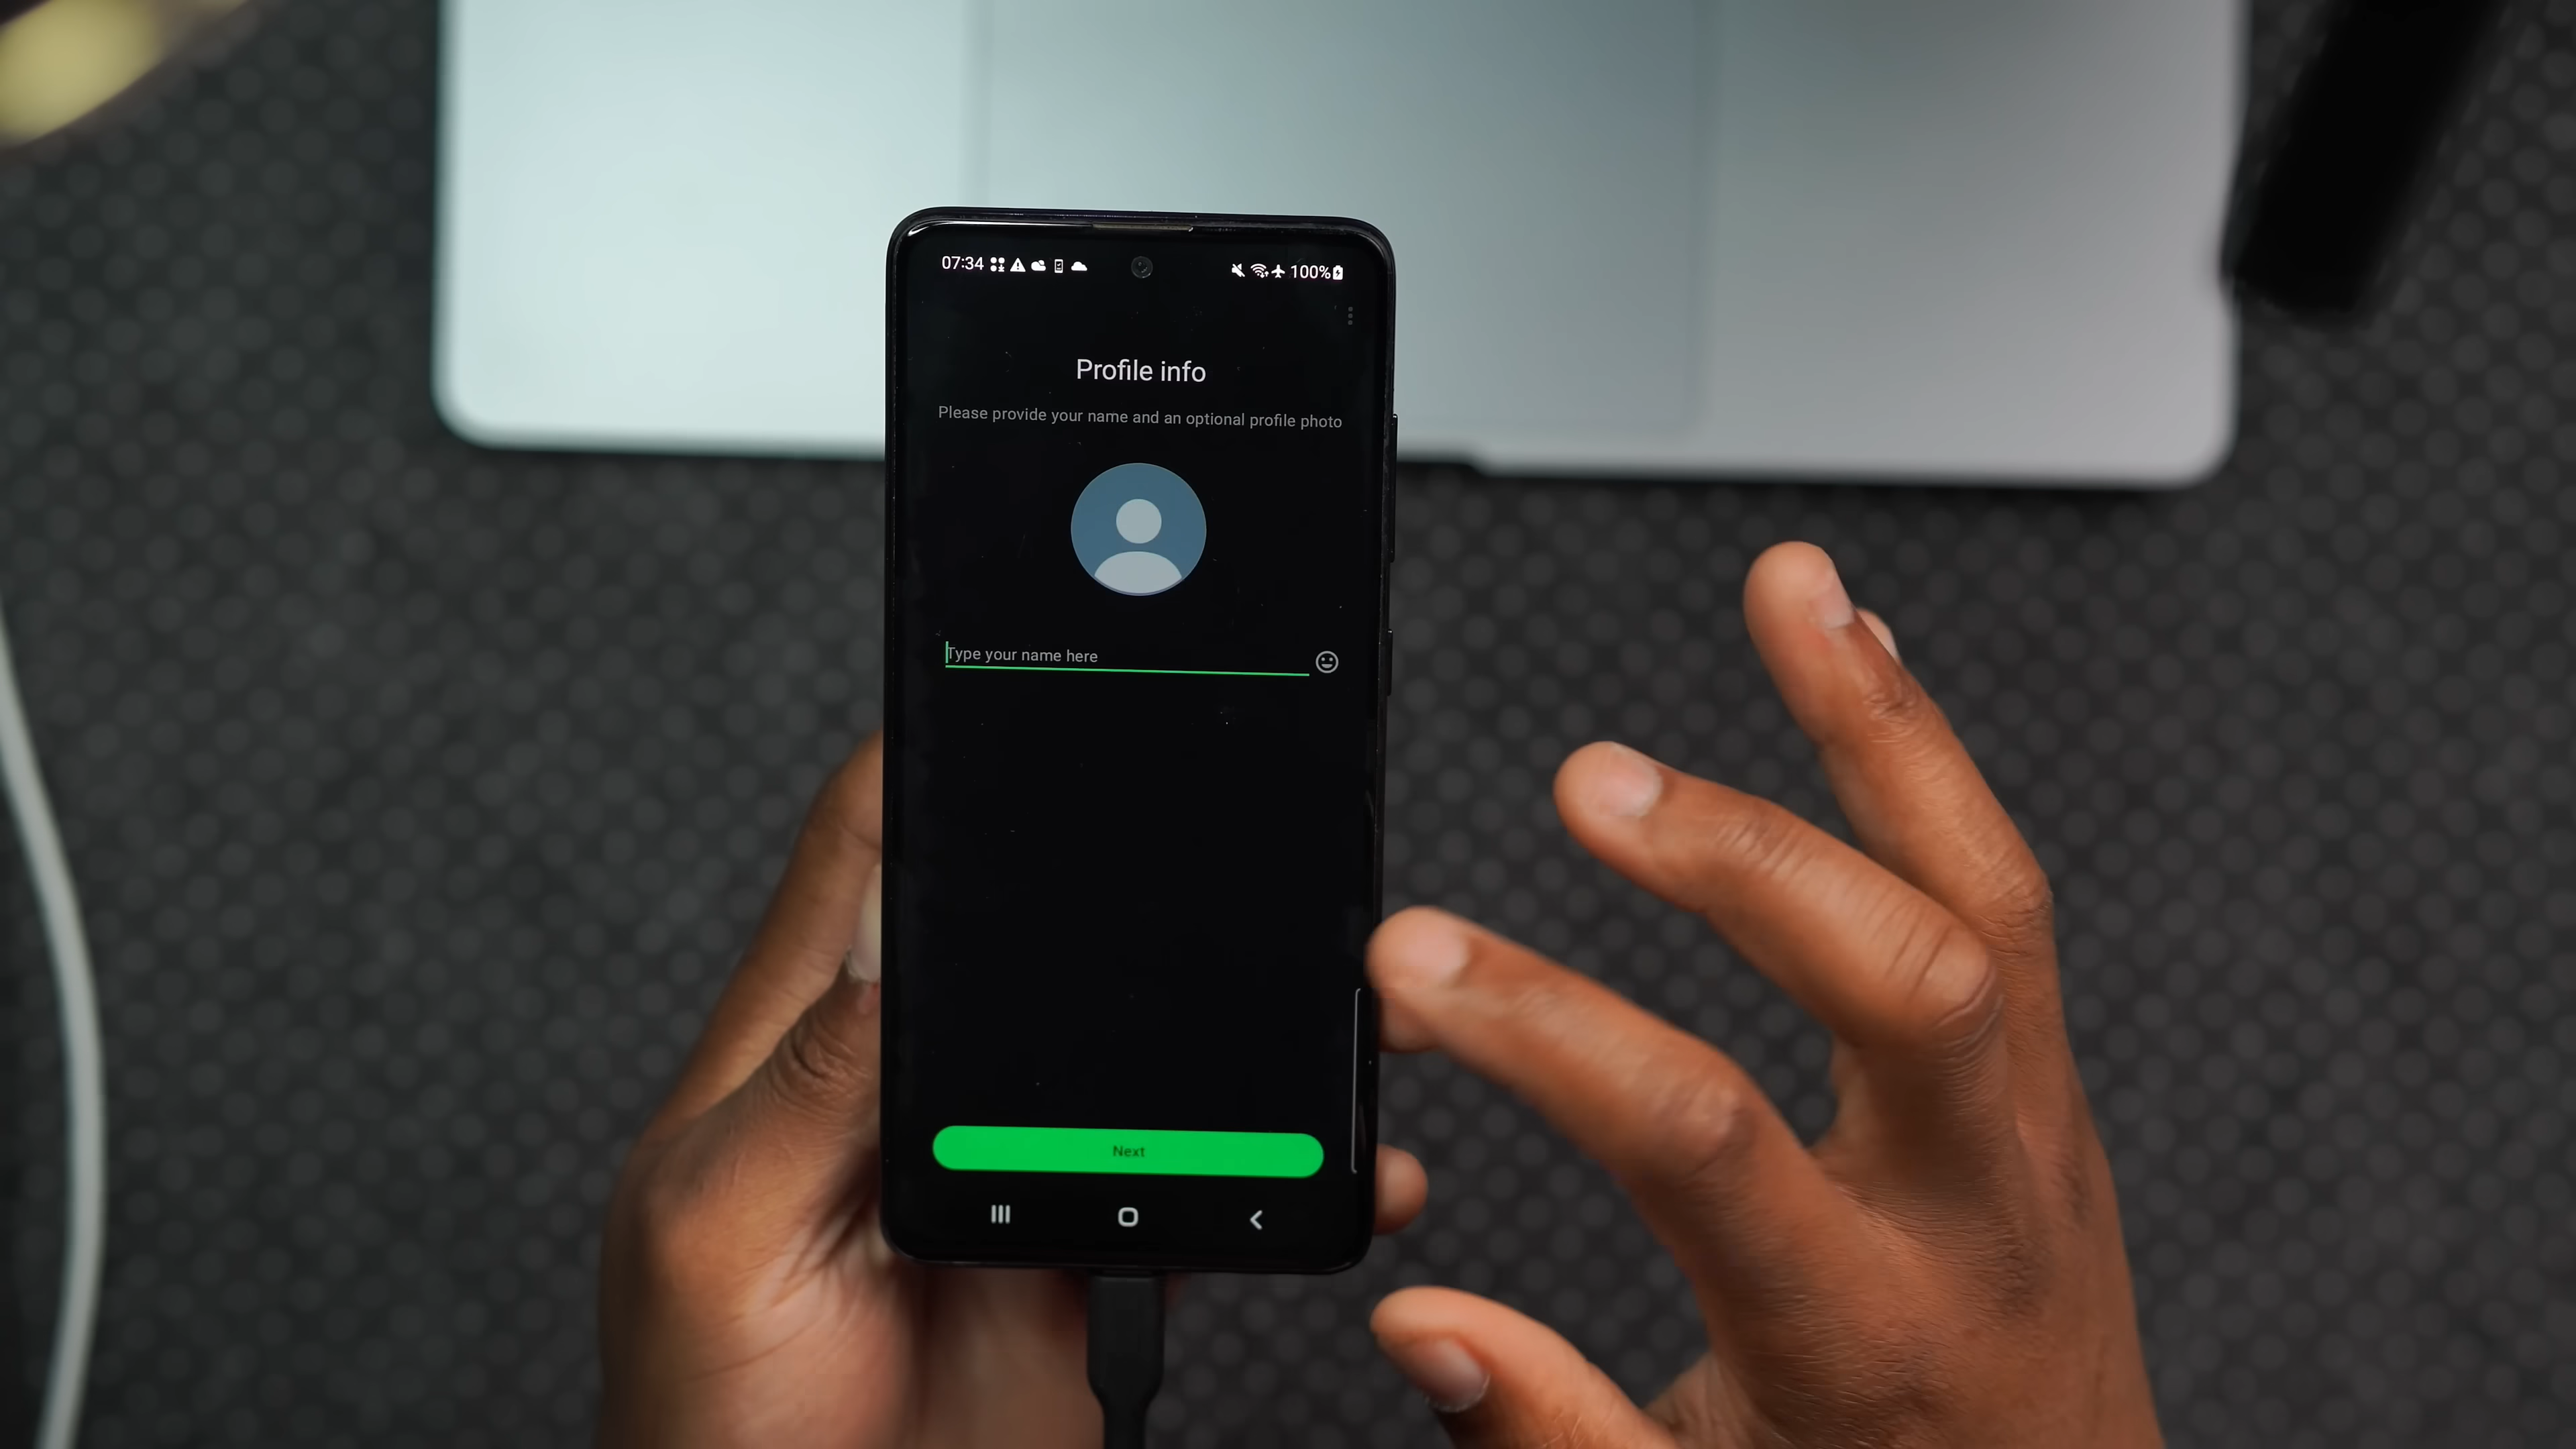 07:34 100%
Profile info
Please provide your name and an optional profile photo
Type your name here
Next